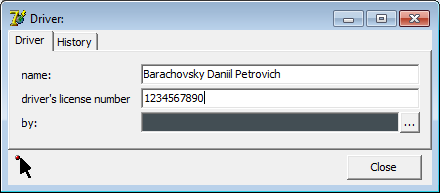 Driver:
Driver History
name: Barachovsky Daniil Petrovich
driver's license number 1234567890
by: ...
Close